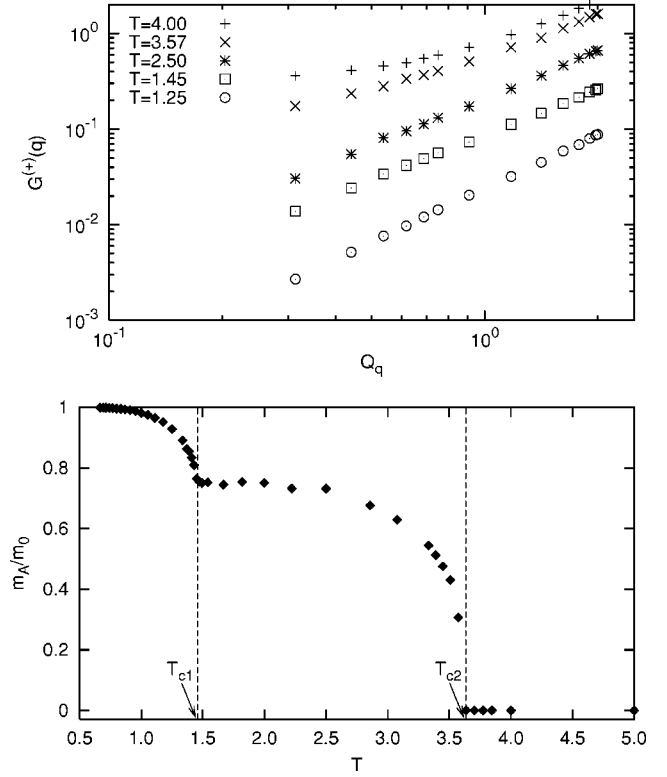 10⁰
10⁻¹
10⁻²
10⁻³
G⁽⁺⁾(q)
T=4.00
T=3.57
T=2.50
T=1.45
T=1.25
10⁻¹ 10⁰
Q_q
1
0.8
0.6
0.4
0.2
0
m_A/m_0
T_c1
T_c2
0.5 1.0 1.5 2.0 2.5 3.0 3.5 4.0 4.5 5.0
T